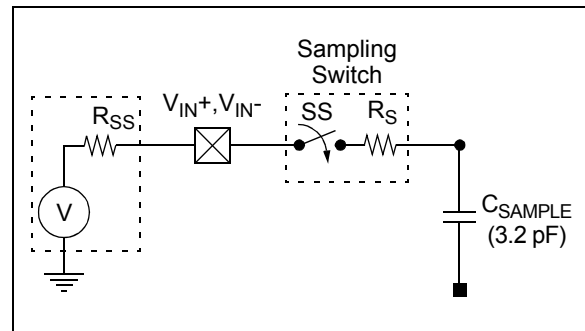 Sampling
Switch
VIN+,VIN-
RSS
SS
RS
V
CSAMPLE
(3.2 pF)